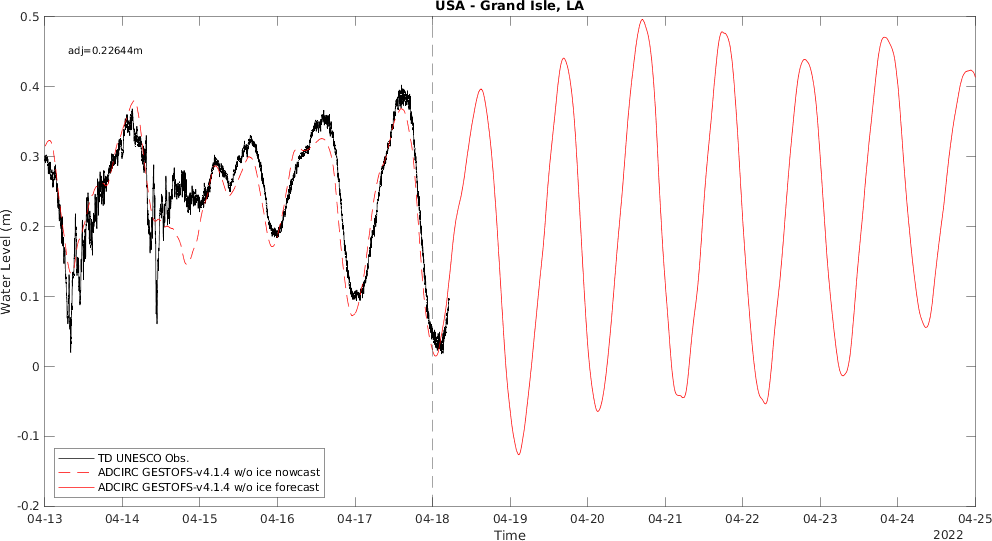 USA - Grand Isle, LA
adj=0.22644m
Water Level (m)
0.5
0.4
0.3
0.2
0.1
0
-0.1
-0.2
TD UNESCO Obs.
ADCIRC GESTOFS-v4.1.4 w/o ice nowcast
ADCIRC GESTOFS-v4.1.4 w/o ice forecast
04-13 04-14 04-15 04-16 04-17 04-18 04-19 04-20 04-21 04-22 04-23 04-24 04-25
Time
2022